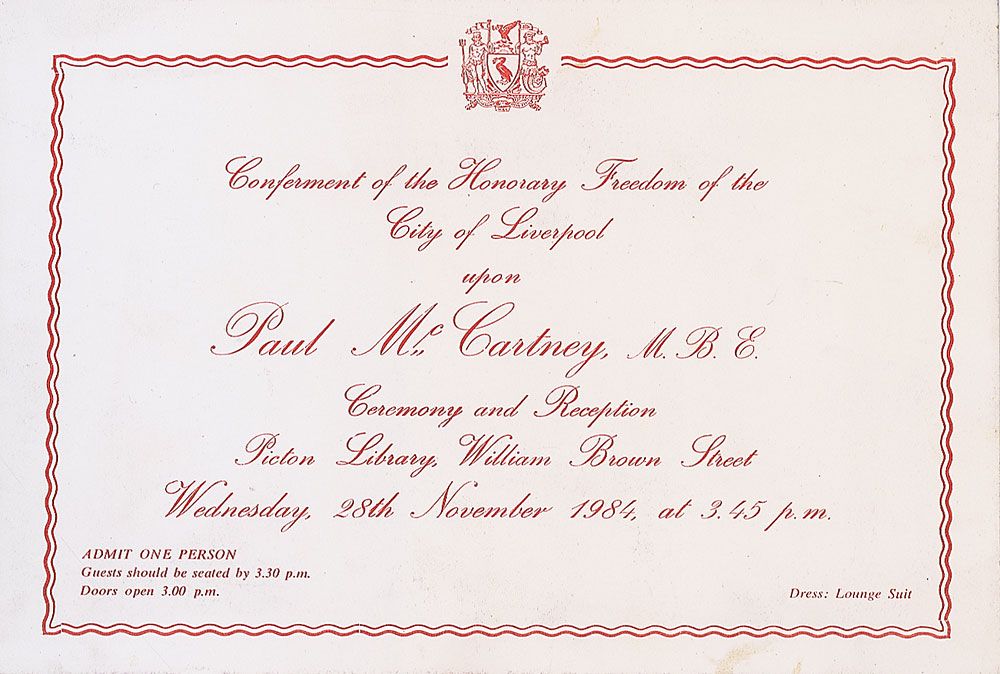 Conferment of the Honorary Freedom of the
City of Liverpool
upon
Paul McCartney, M.B.E.
Ceremony and Reception
Picton Library, William Brown Street
Wednesday, 28th November 1984, at 3.45 p.m.
ADMIT ONE PERSON
Guests should be seated by 3.30 p.m.
Doors open 3.00 p.m.
Dress: Lounge Suit